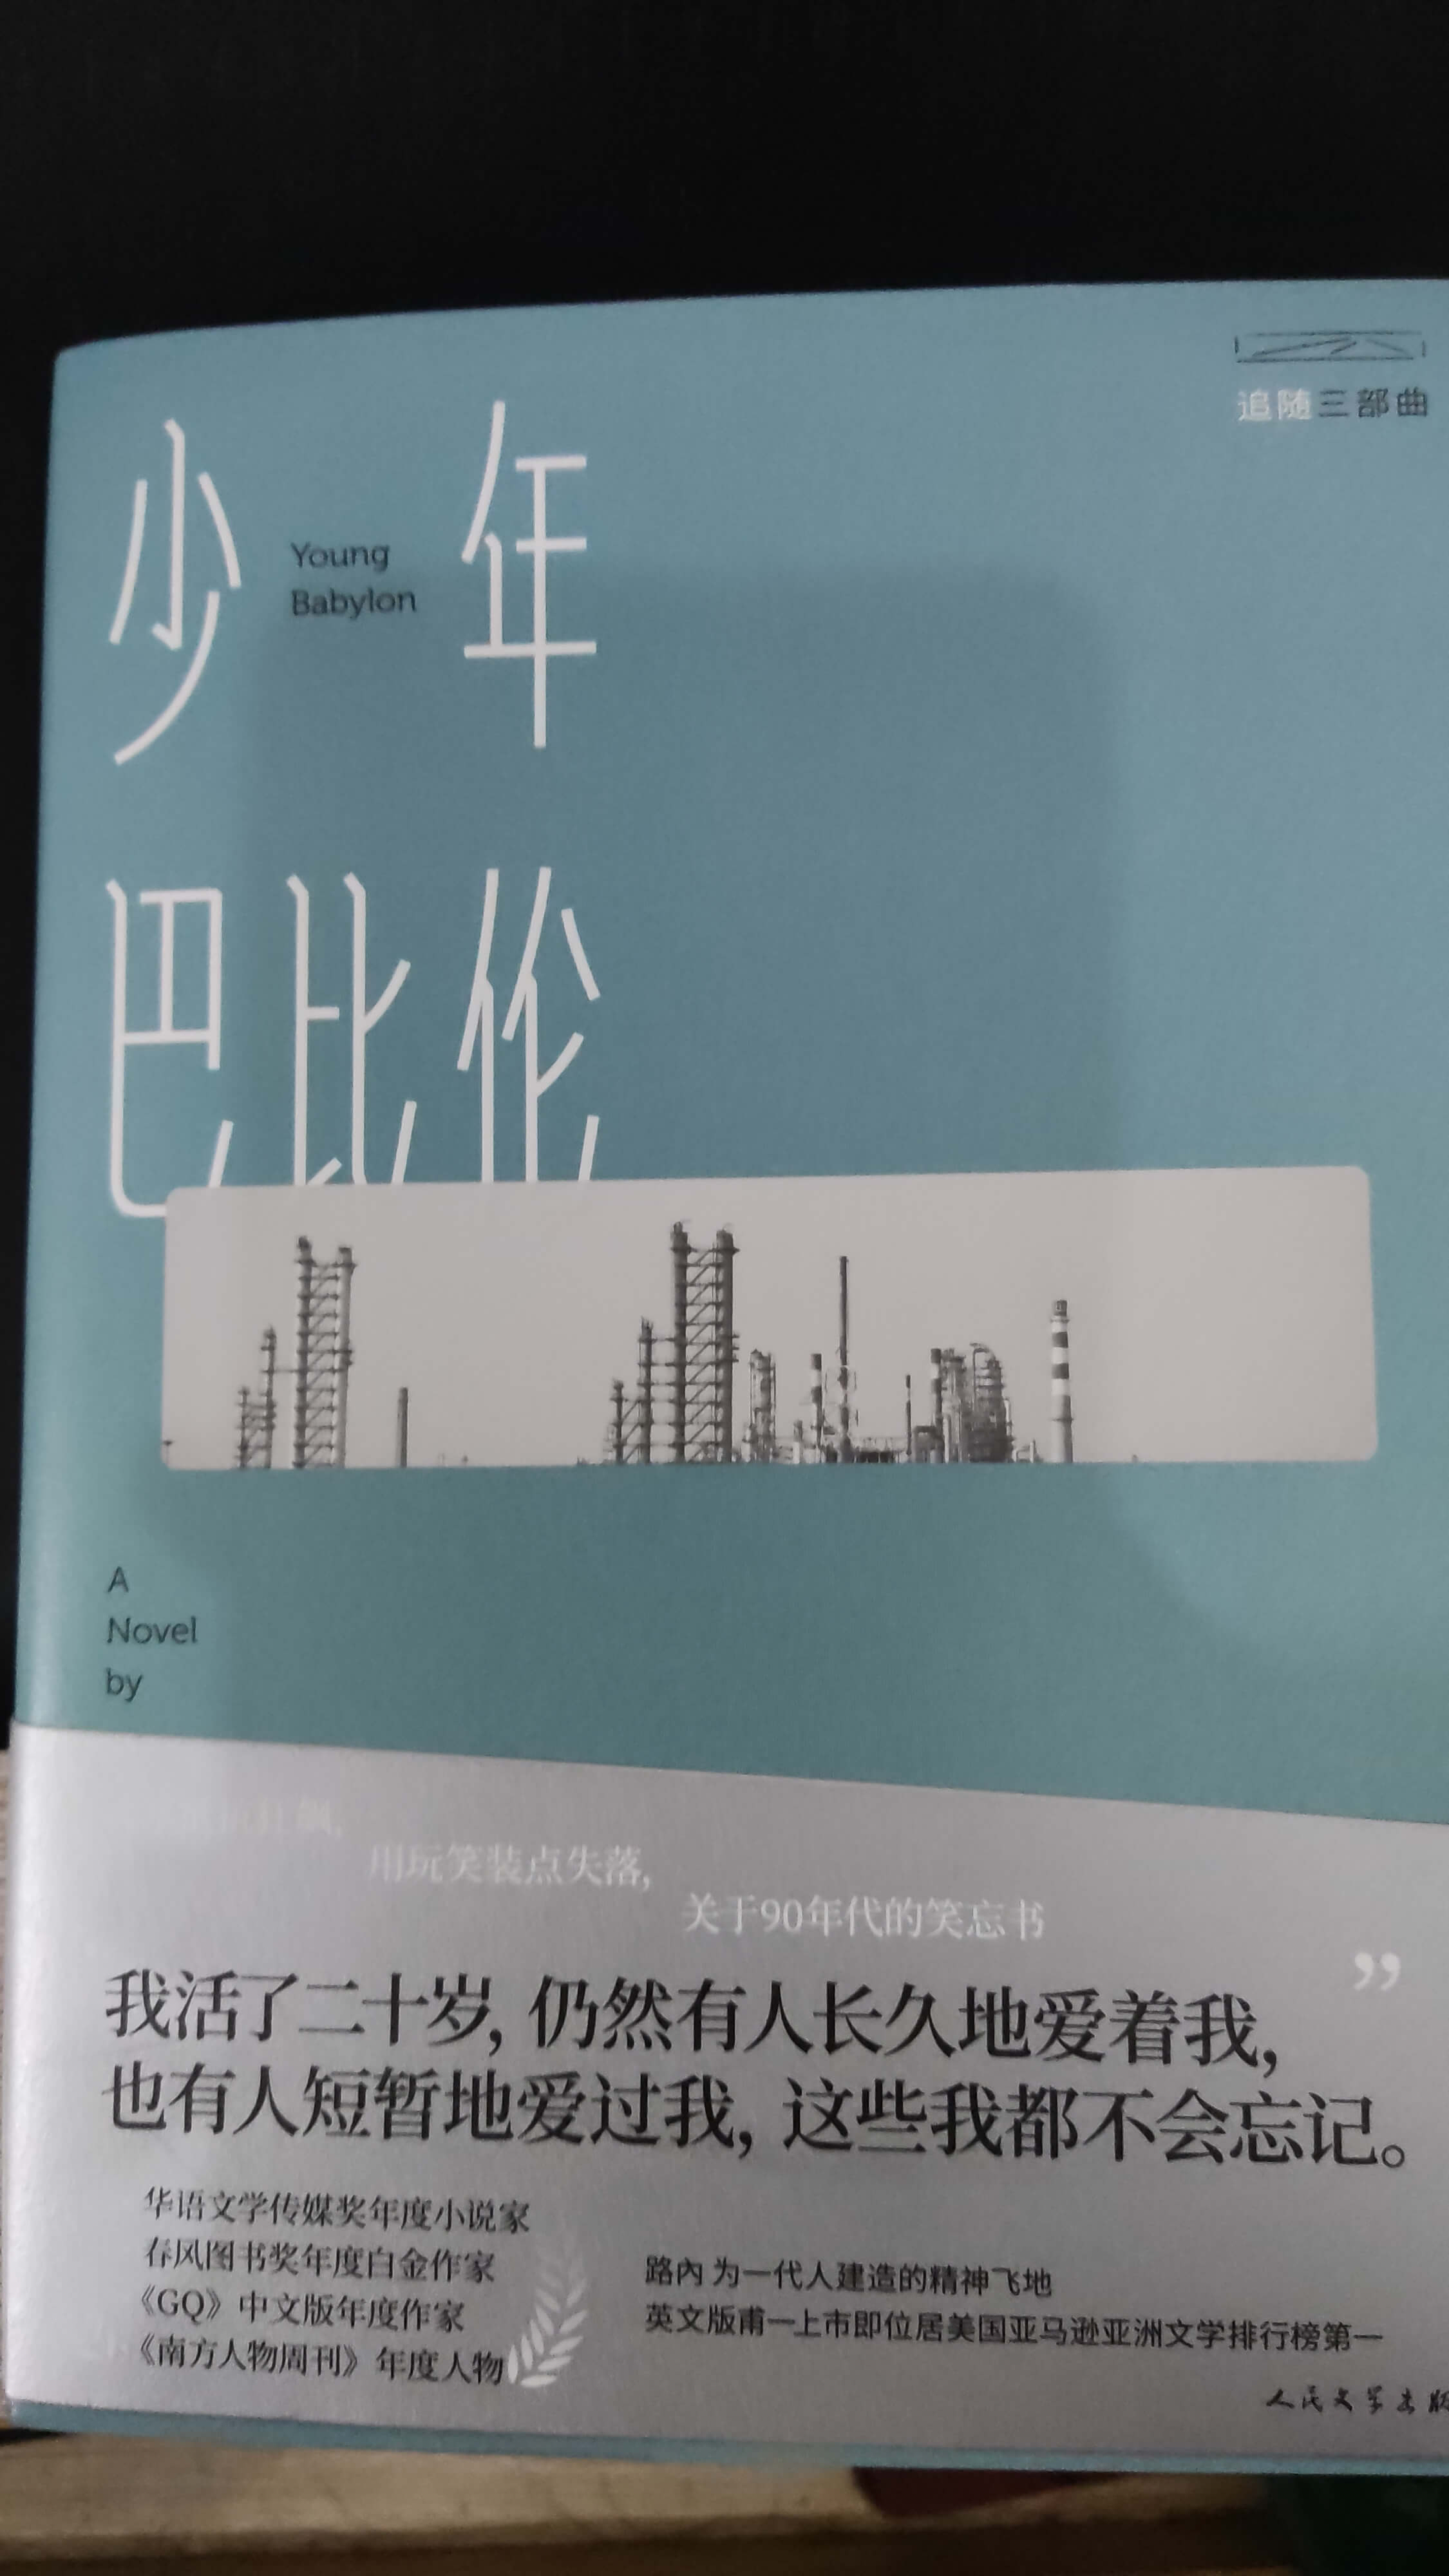 追随三部曲
少年
Young
Babylon
巴比伦
A
Novel
by
用玩笑装点失落,
关于90年代的笑忘书
”
我活了二十岁, 仍然有人长久地爱着我,
也有人短暂地爱过我, 这些我都不会忘记。
华语文学传媒奖年度小说家
春风图书奖年度白金作家
《GQ》中文版年度作家
《南方人物周刊》年度人物
路内 为一代人建造的精神飞地
英文版甫一上市即位居美国亚马逊亚洲文学排行榜第一
人民文学出版